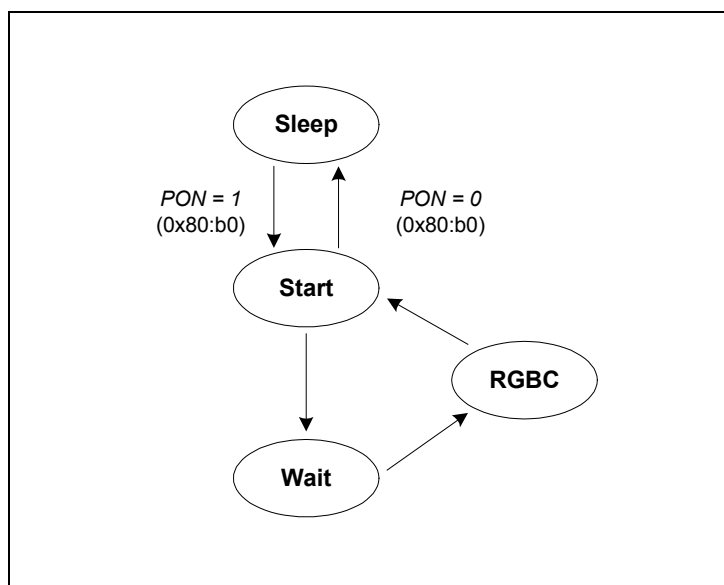 Sleep
PON = 1
(0x80:b0)
PON = 0
(0x80:b0)
Start
RGBC
Wait